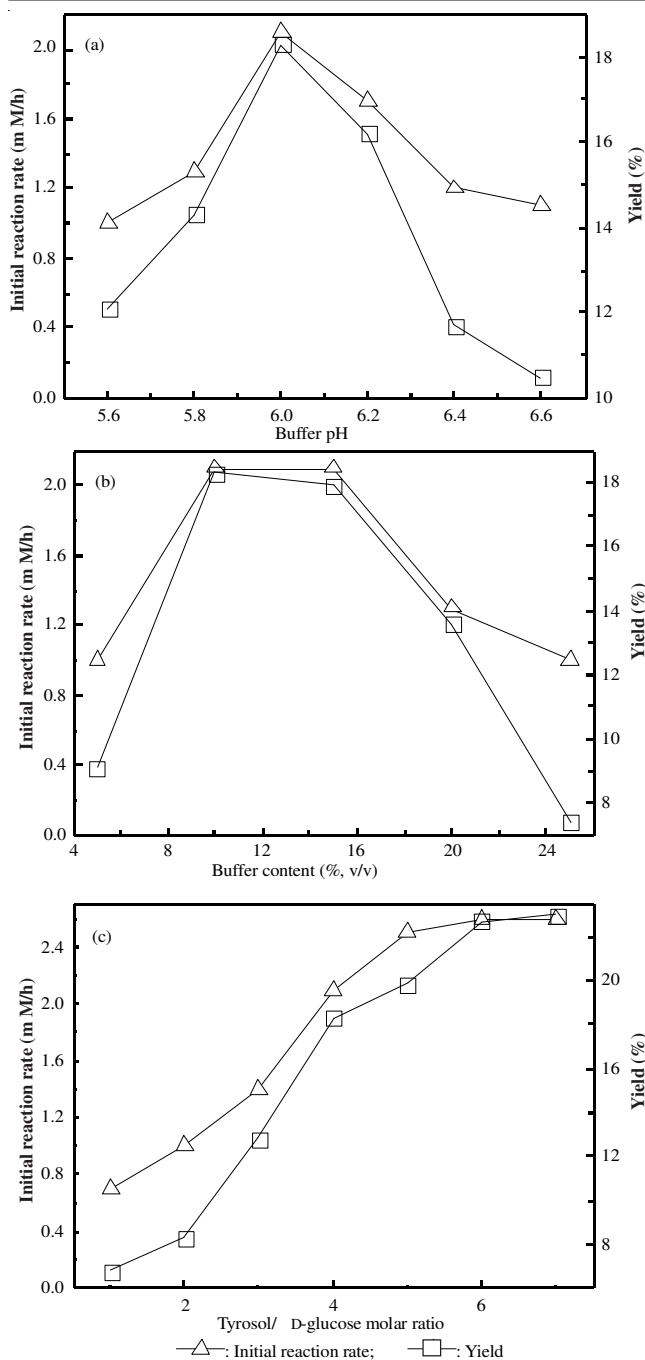 (a)
Initial reaction rate (m M/h)
2.0
1.6
1.2
0.8
0.4
0.0
18
16
14
12
10
Yield (%)
5.6 5.8 6.0 6.2 6.4 6.6
Buffer pH
(b)
Initial reaction rate (m M/h)
2.0
1.6
1.2
0.8
0.4
0.0
18
16
14
12
10
8
Yield (%)
4 8 12 16 20 24
Buffer content (%, v/v)
(c)
Initial reaction rate (m M/h)
2.4
2.0
1.6
1.2
0.8
0.4
0.0
20
16
12
8
Yield (%)
2 4 6
Tyrosol/ D-glucose molar ratio
: Initial reaction rate; : Yield